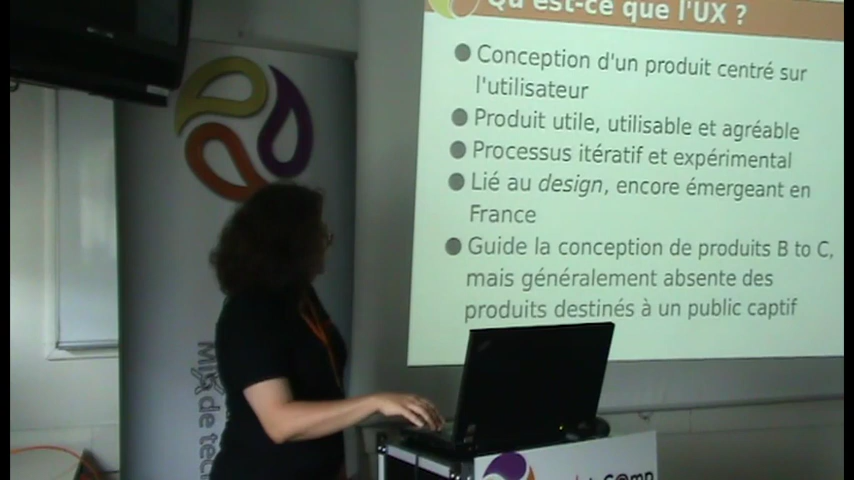 Qu'est-ce que l'UX ?
Conception d'un produit centré sur
l'utilisateur
Produit utile, utilisable et agréable
Processus itératif et expérimental
Lié au design, encore émergeant en
France
Guide la conception de produits B to C,
mais généralement absente des
produits destinés à un public captif
Mix de tec